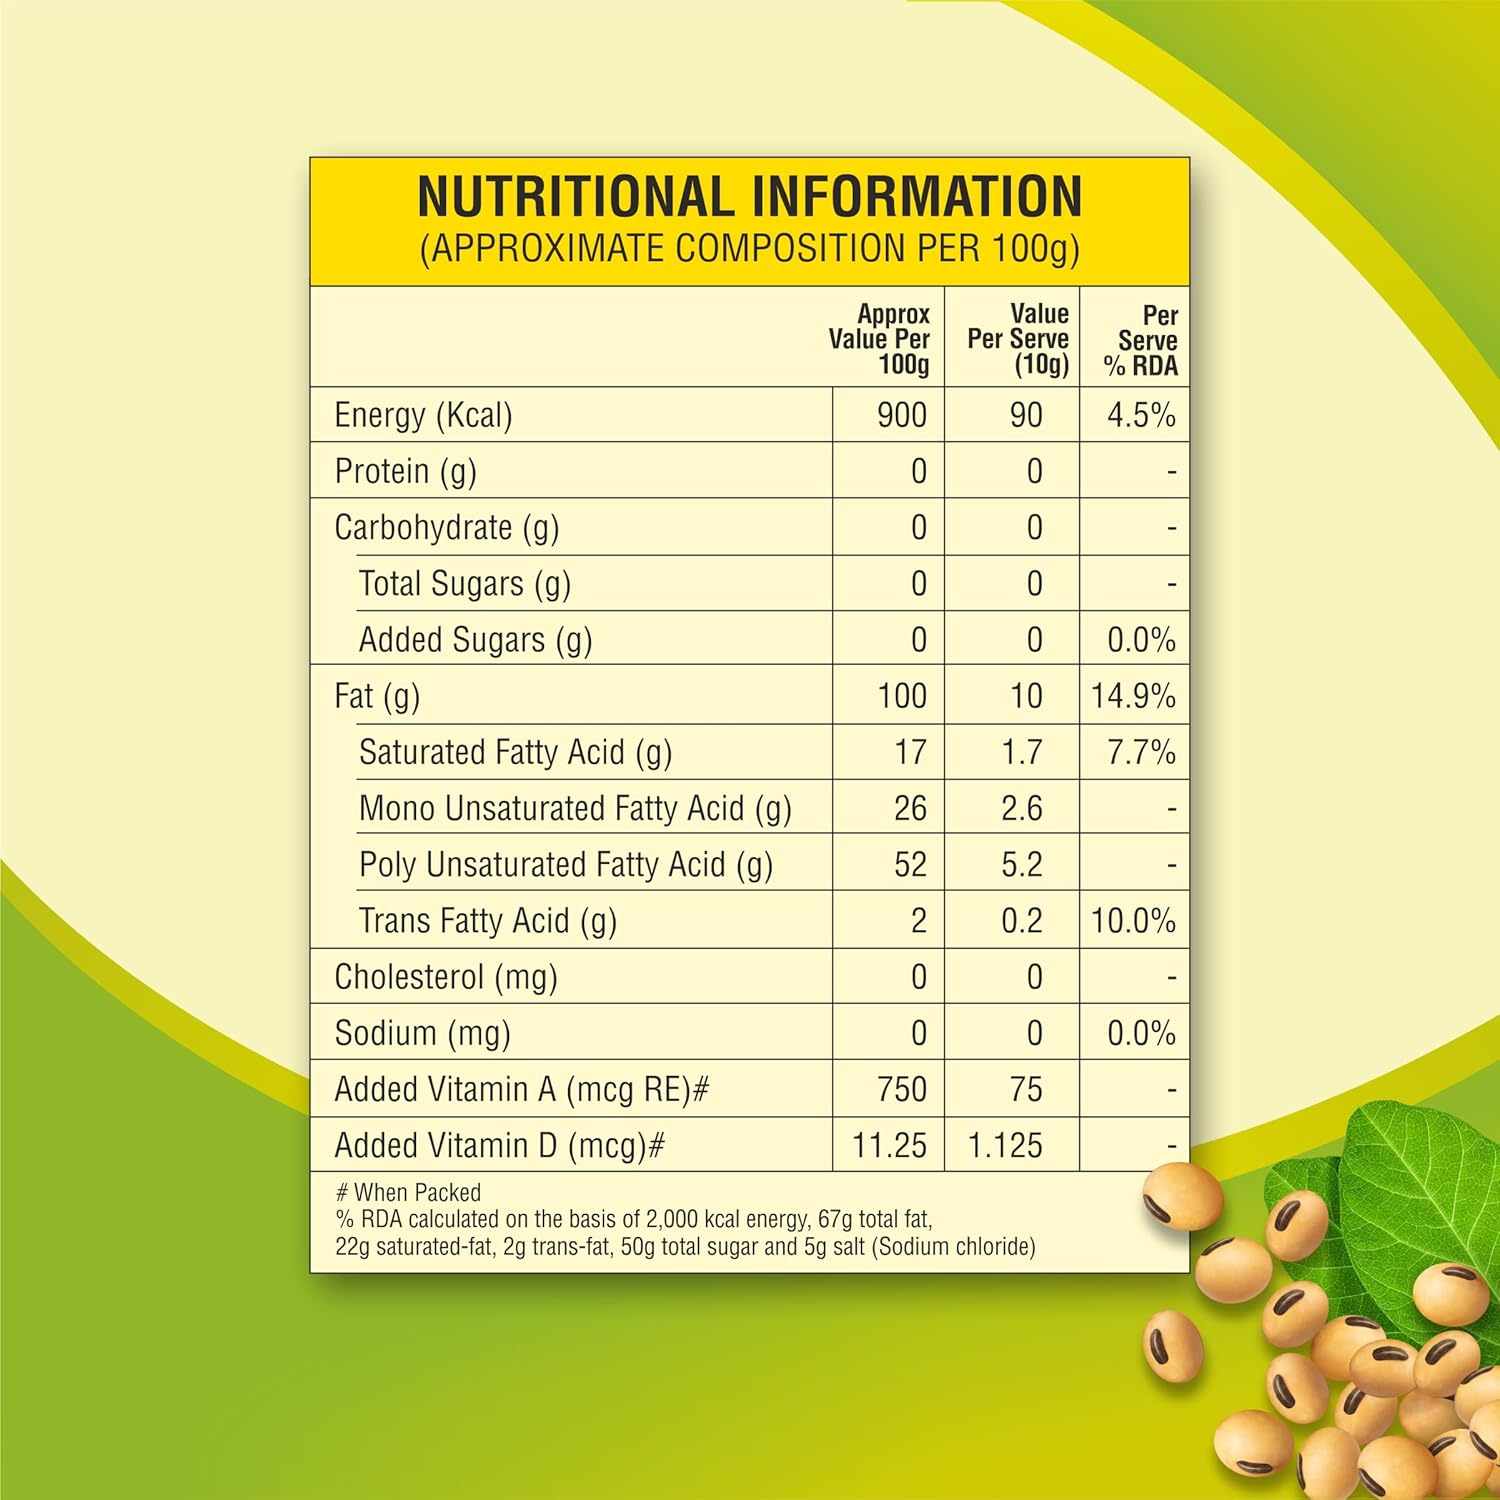 NUTRITIONAL INFORMATION
(APPROXIMATE COMPOSITION PER 100g)
Approx Value Per 100g Value Per Serve (10g) Per Serve % RDA
Energy (Kcal) 900 90 4.5%
Protein (g) 0 0 -
Carbohydrate (g) 0 0 -
Total Sugars (g) 0 0 -
Added Sugars (g) 0 0 0.0%
Fat (g) 100 10 14.9%
Saturated Fatty Acid (g) 17 1.7 7.7%
Mono Unsaturated Fatty Acid (g) 26 2.6 -
Poly Unsaturated Fatty Acid (g) 52 5.2 -
Trans Fatty Acid (g) 2 0.2 10.0%
Cholesterol (mg) 0 0 -
Sodium (mg) 0 0 0.0%
Added Vitamin A (mcg RE)# 750 75 -
Added Vitamin D (mcg)# 11.25 1.125 -
# When Packed
% RDA calculated on the basis of 2,000 kcal energy, 67g total fat,
22g saturated-fat, 2g trans-fat, 50g total sugar and 5g salt (Sodium chloride)